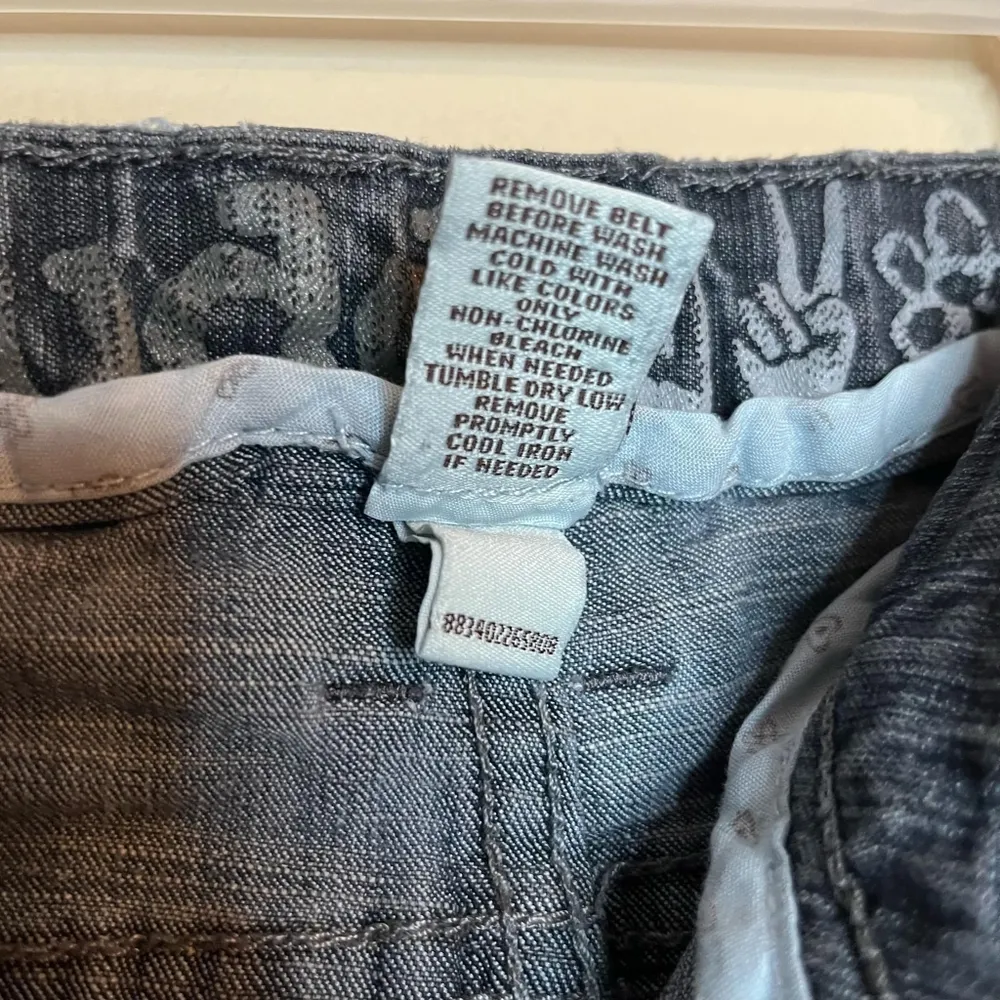 REMOVE BELT
BEFORE WASH
MACHINE WASH
COLD WITH
LIKE COLORS
ONLY
NON-CHLORINE
BLEACH
WHEN NEEDED
TUMBLE DRY LOW
REMOVE
PROMPTLY
COOL IRON
IF NEEDED
883402265808